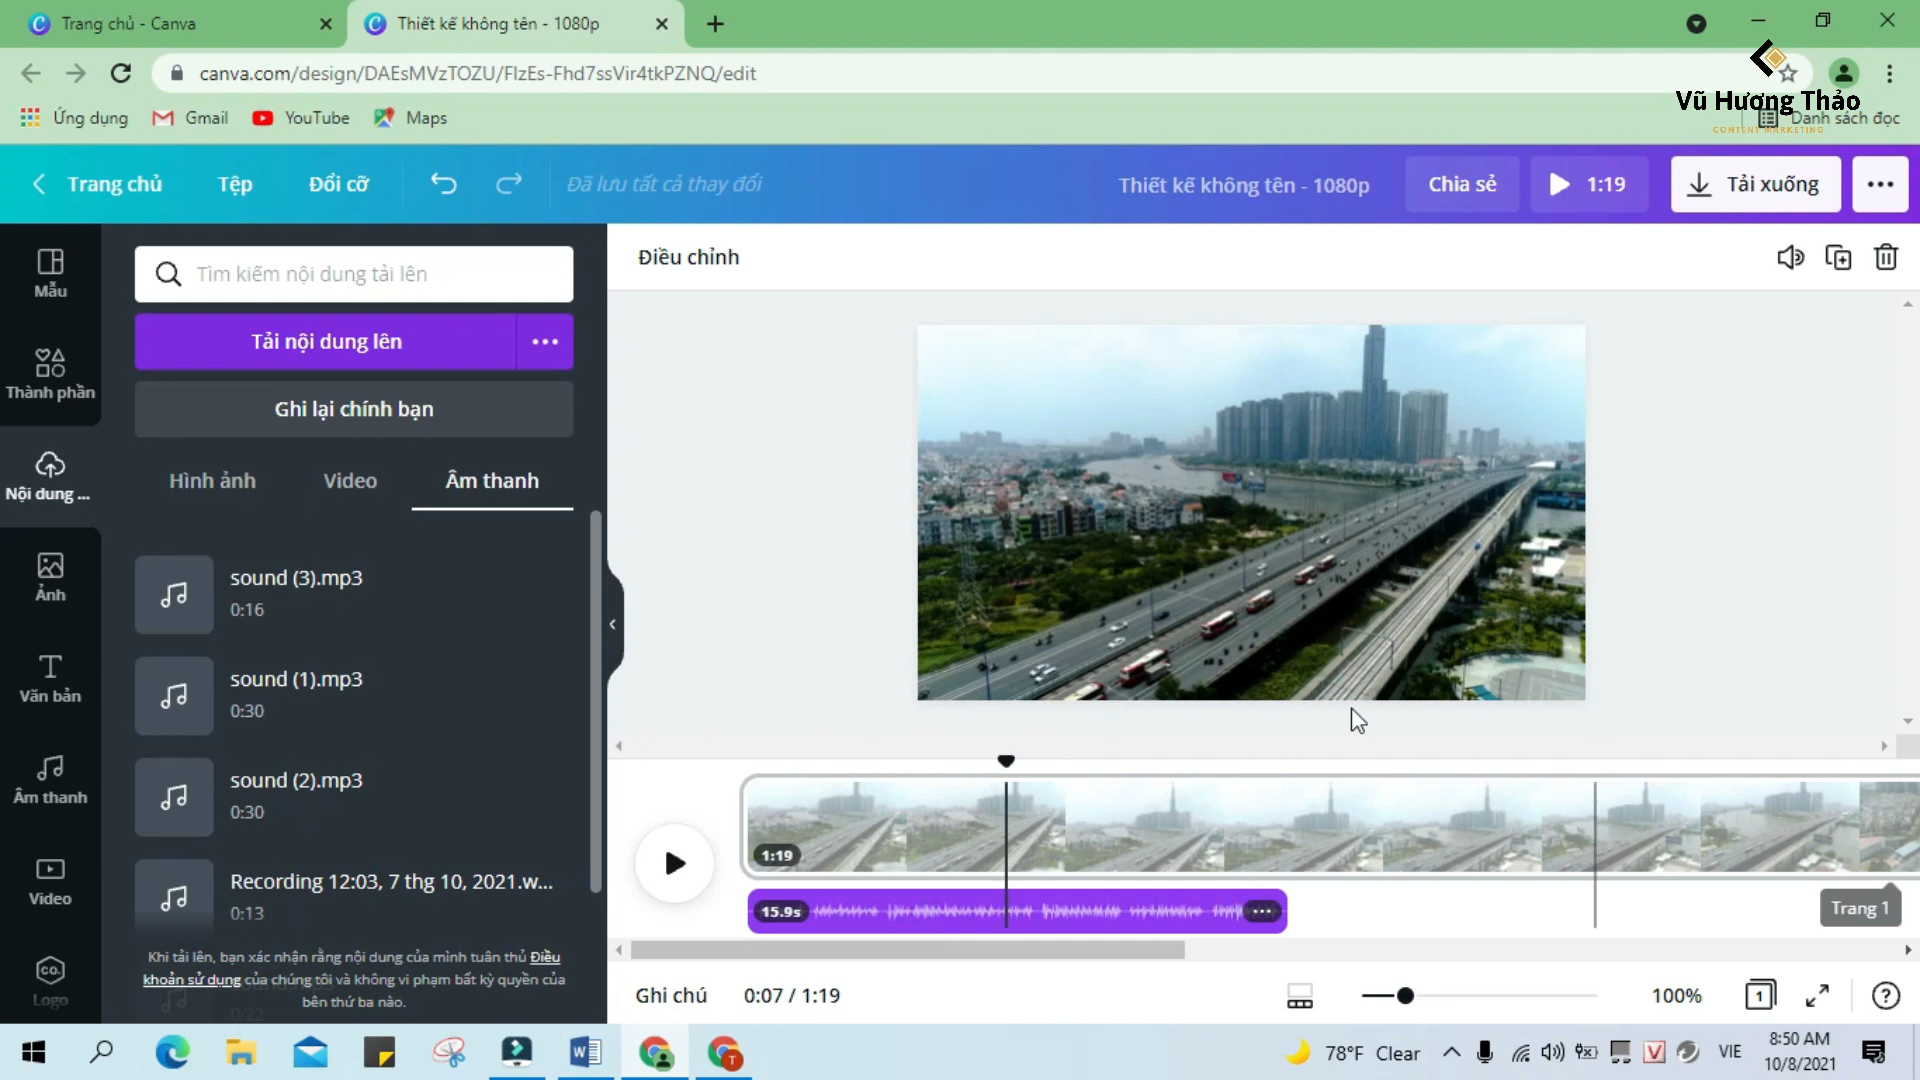 Trang chủ - Canva
Thiết kế không tên - 1080p
canva.com/design/DAEsMVzTOZU/FIzEs-Fhd7ssVir4tkPZNQ/edit
Vũ Hương Thảo
CONTENT MARKETING
Ứng dụng
Gmail
YouTube
Maps
Danh sách đọc
Trang chủ
Tệp
Đổi cỡ
Đã lưu tất cả thay đổi
Thiết kế không tên - 1080p
Chia sẻ
1:19
Tải xuống
Mẫu
Thành phần
Nội dung ...
Ảnh
Văn bản
Âm thanh
Video
co.
Logo
Tìm kiếm nội dung tải lên
Tải nội dung lên
Ghi lại chính bạn
Hình ảnh
Video
Âm thanh
sound (3).mp3
0:16
sound (1).mp3
0:30
sound (2).mp3
0:30
Recording 12:03, 7 thg 10, 2021.w...
0:13
Khi tải lên, bạn xác nhận rằng nội dung của mình tuân thủ Điều
khoản sử dụng của chúng tôi và không vi phạm bất kỳ quyền của
bên thứ ba nào.
0:22
Điều chỉnh
1:19
15.9s
Trang 1
Ghi chú
0:07 / 1:19
100%
1
78°F Clear
VIE
8:50 AM
10/8/2021